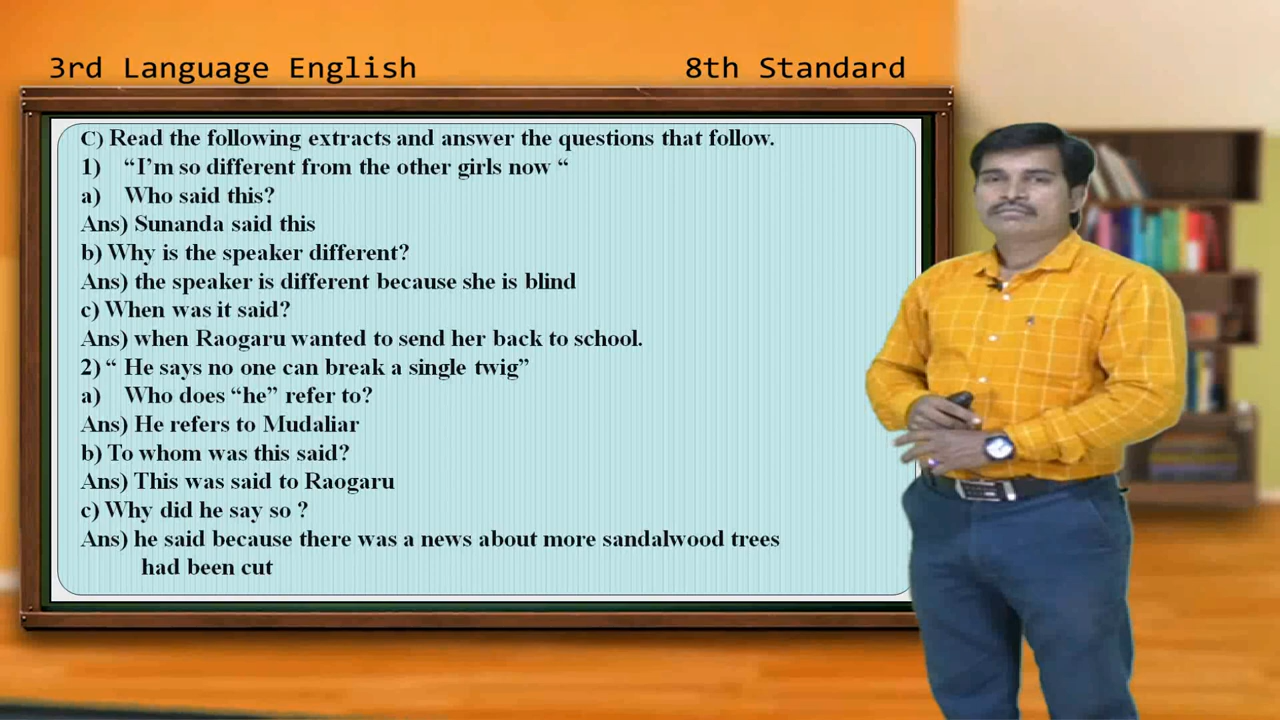 3rd Language English 8th Standard
C) Read the following extracts and answer the questions that follow.
1) “I’m so different from the other girls now “
a) Who said this?
Ans) Sunanda said this
b) Why is the speaker different?
Ans) the speaker is different because she is blind
c) When was it said?
Ans) when Raogaru wanted to send her back to school.
2) “ He says no one can break a single twig”
a) Who does “he” refer to?
Ans) He refers to Mudaliar
b) To whom was this said?
Ans) This was said to Raogaru
c) Why did he say so ?
Ans) he said because there was a news about more sandalwood trees
had been cut